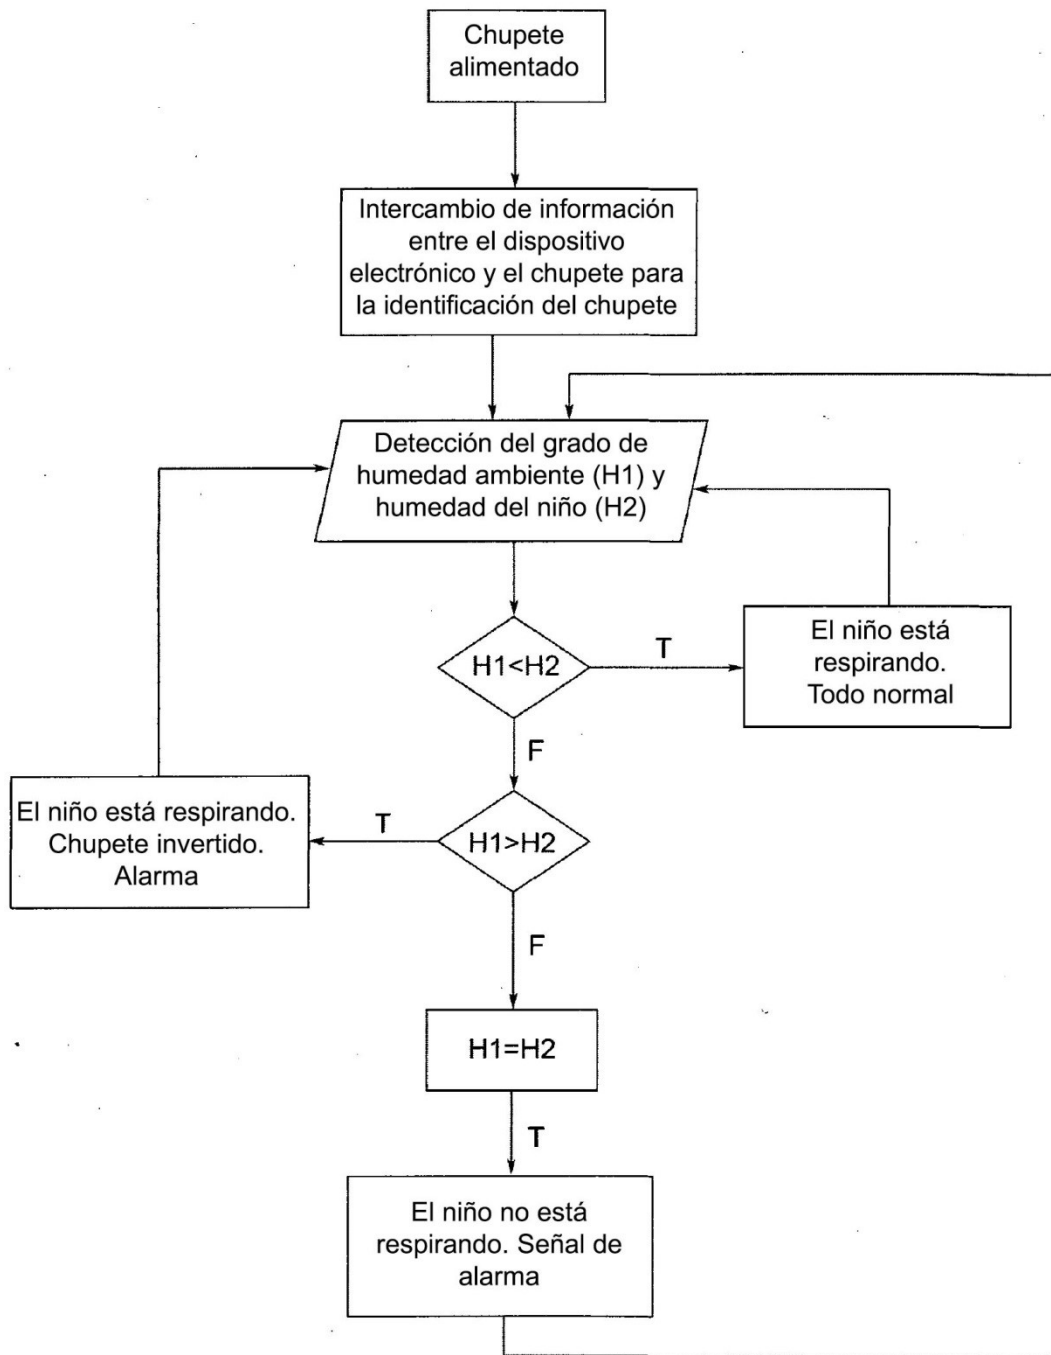 Chupete
alimentado
Intercambio de información
entre el dispositivo
electrónico y el chupete para
la identificación del chupete
Detección del grado de
humedad ambiente (H1) y
humedad del niño (H2)
H1<H2
T
El niño está
respirando.
Todo normal
F
El niño está respirando.
Chupete invertido.
Alarma
T
H1>H2
F
H1=H2
T
El niño no está
respirando. Señal de
alarma